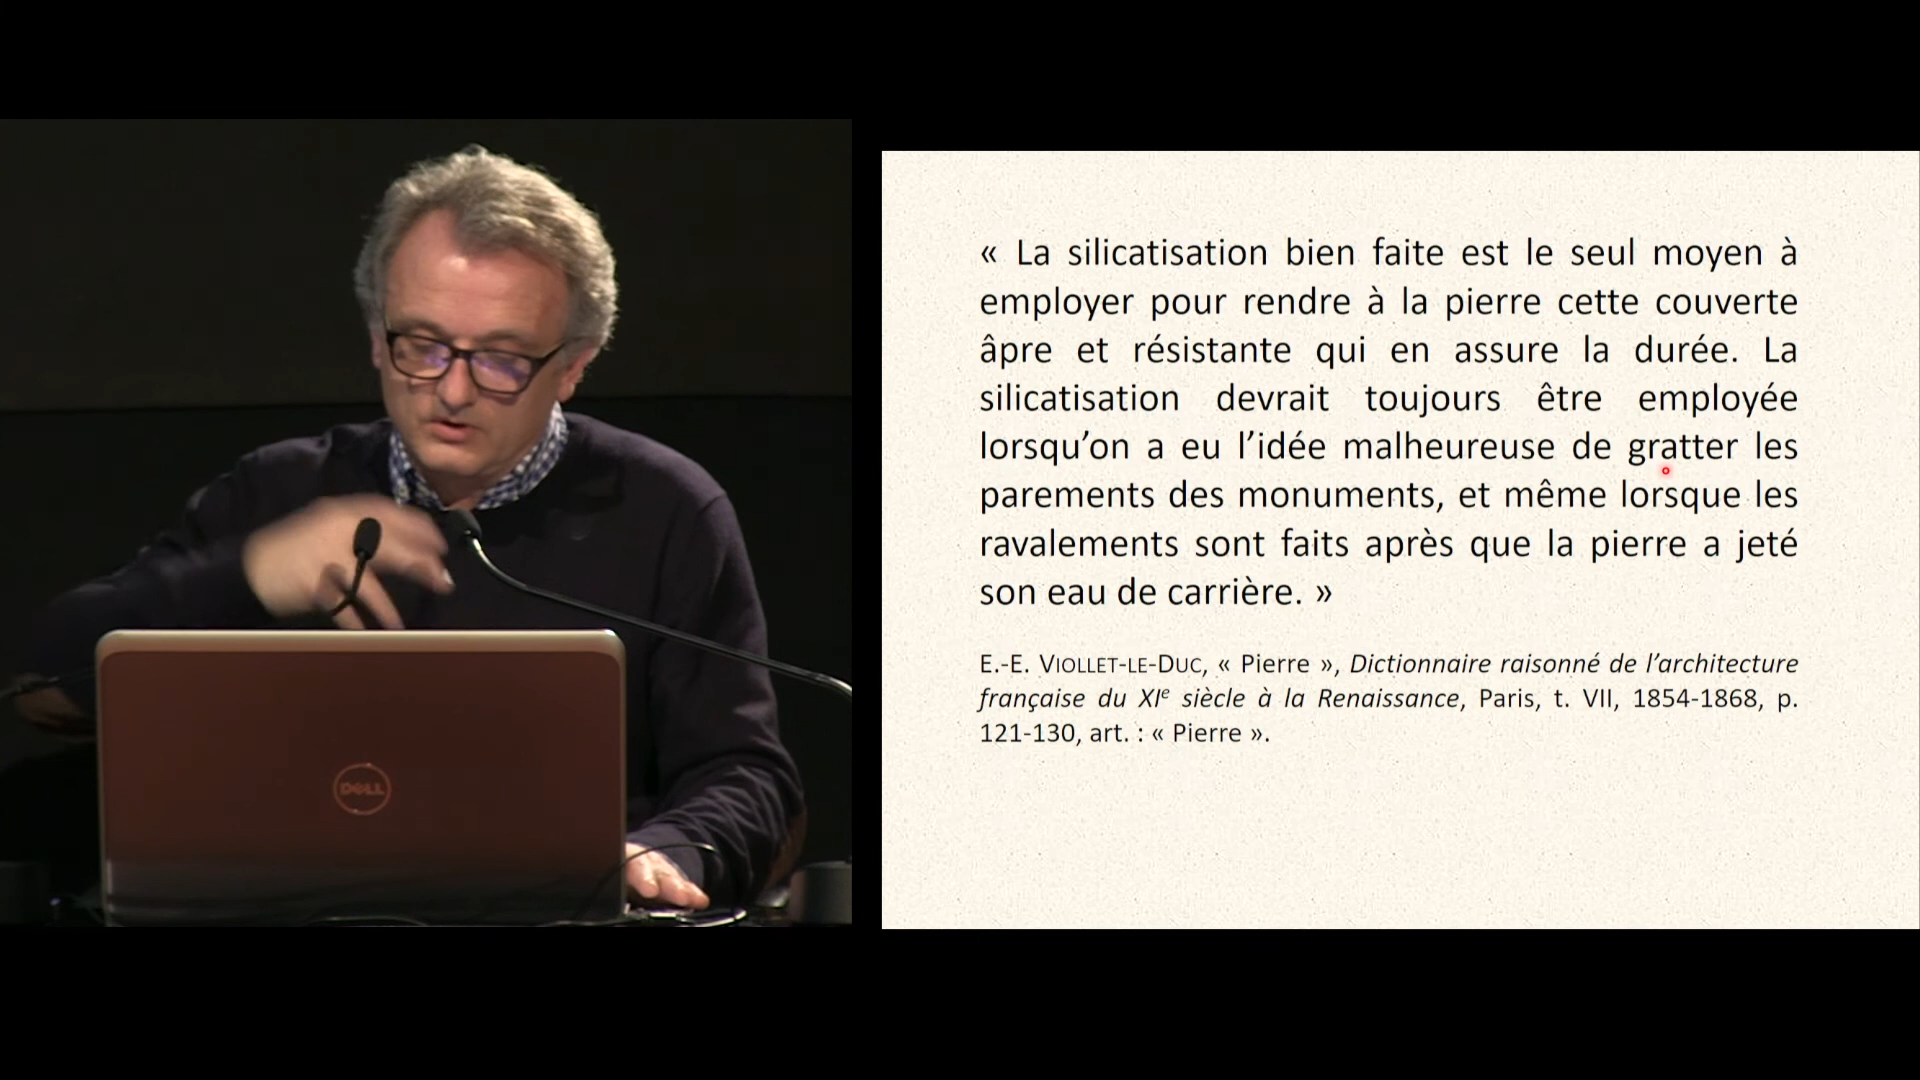 « La silicatisation bien faite est le seul moyen à
employer pour rendre à la pierre cette couverte
âpre et résistante qui en assure la durée. La
silicatisation devrait toujours être employée
lorsqu’on a eu l’idée malheureuse de gratter les
parements des monuments, et même lorsque les
ravalements sont faits après que la pierre a jeté
son eau de carrière. »
E.-E. VIOLLET-LE-DUC, « Pierre », Dictionnaire raisonné de l’architecture
française du XIe siècle à la Renaissance, Paris, t. VII, 1854-1868, p.
121-130, art. : « Pierre ».
DELL